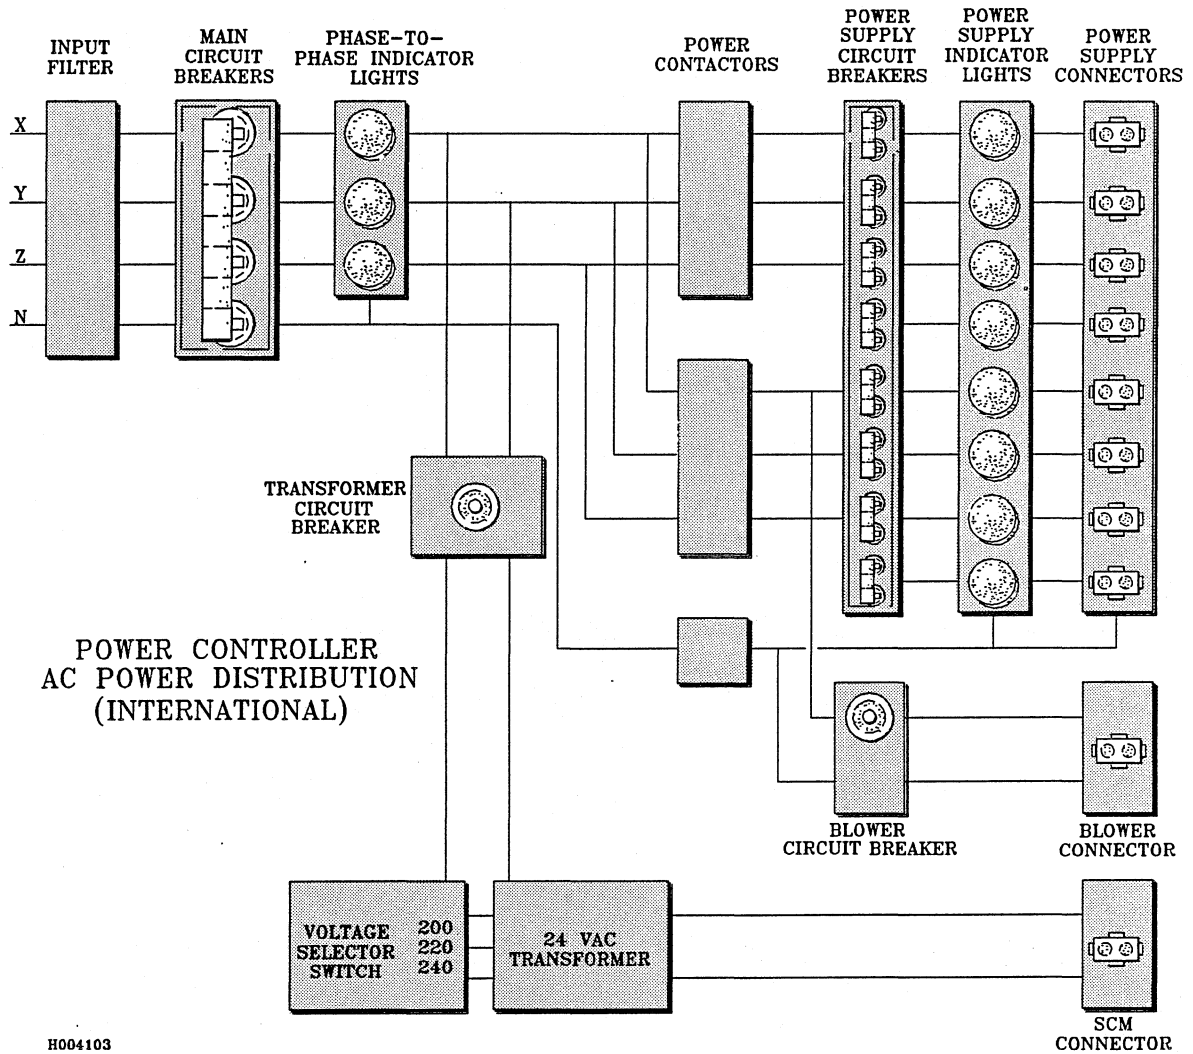 INPUT
FILTER
MAIN
CIRCUIT
BREAKERS
PHASE-TO-
PHASE INDICATOR
LIGHTS
POWER
CONTACTORS
POWER
SUPPLY
CIRCUIT
BREAKERS
POWER
SUPPLY
INDICATOR
LIGHTS
POWER
SUPPLY
CONNECTORS
X
Y
Z
N
TRANSFORMER
CIRCUIT
BREAKER
POWER CONTROLLER
AC POWER DISTRIBUTION
(INTERNATIONAL)
BLOWER
CIRCUIT BREAKER
BLOWER
CONNECTOR
VOLTAGE
SELECTOR
SWITCH
200
220
240
24 VAC
TRANSFORMER
SCM
CONNECTOR
H004103